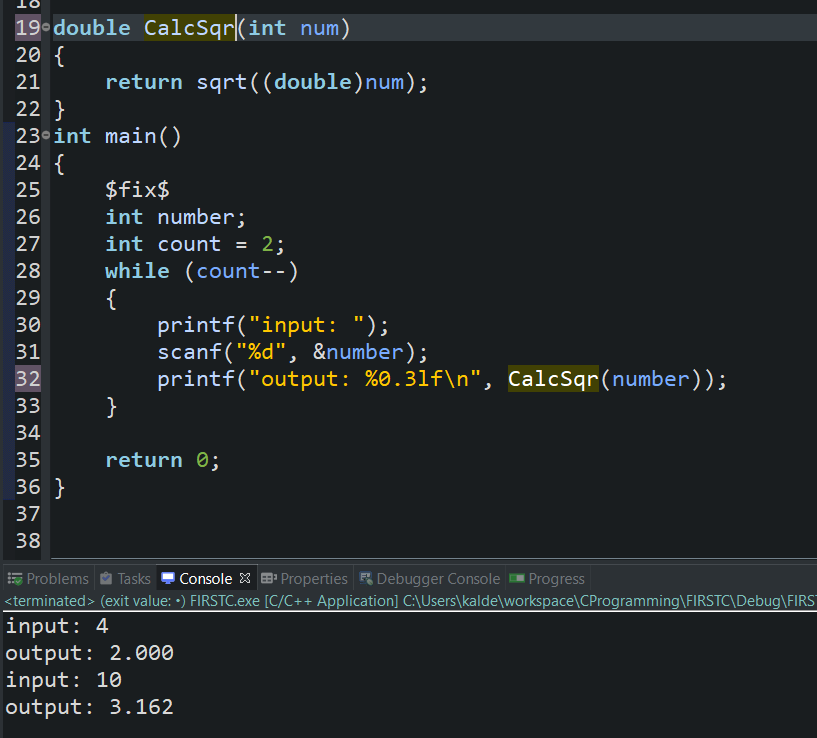 18
19 double CalcSqr(int num)
20 {
21     return sqrt((double)num);
22 }
23 int main()
24 {
25     $fix$
26     int number;
27     int count = 2;
28     while (count--)
29     {
30         printf("input: ");
31         scanf("%d", &number);
32         printf("output: %0.3lf\n", CalcSqr(number));
33     }
34
35     return 0;
36 }
37
38
Problems Tasks Console Properties Debugger Console Progress
<terminated> (exit value: •) FIRSTC.exe [C/C++ Application] C:\Users\kalde\workspace\CProgramming\FIRSTC\Debug\FIRS
input: 4
output: 2.000
input: 10
output: 3.162